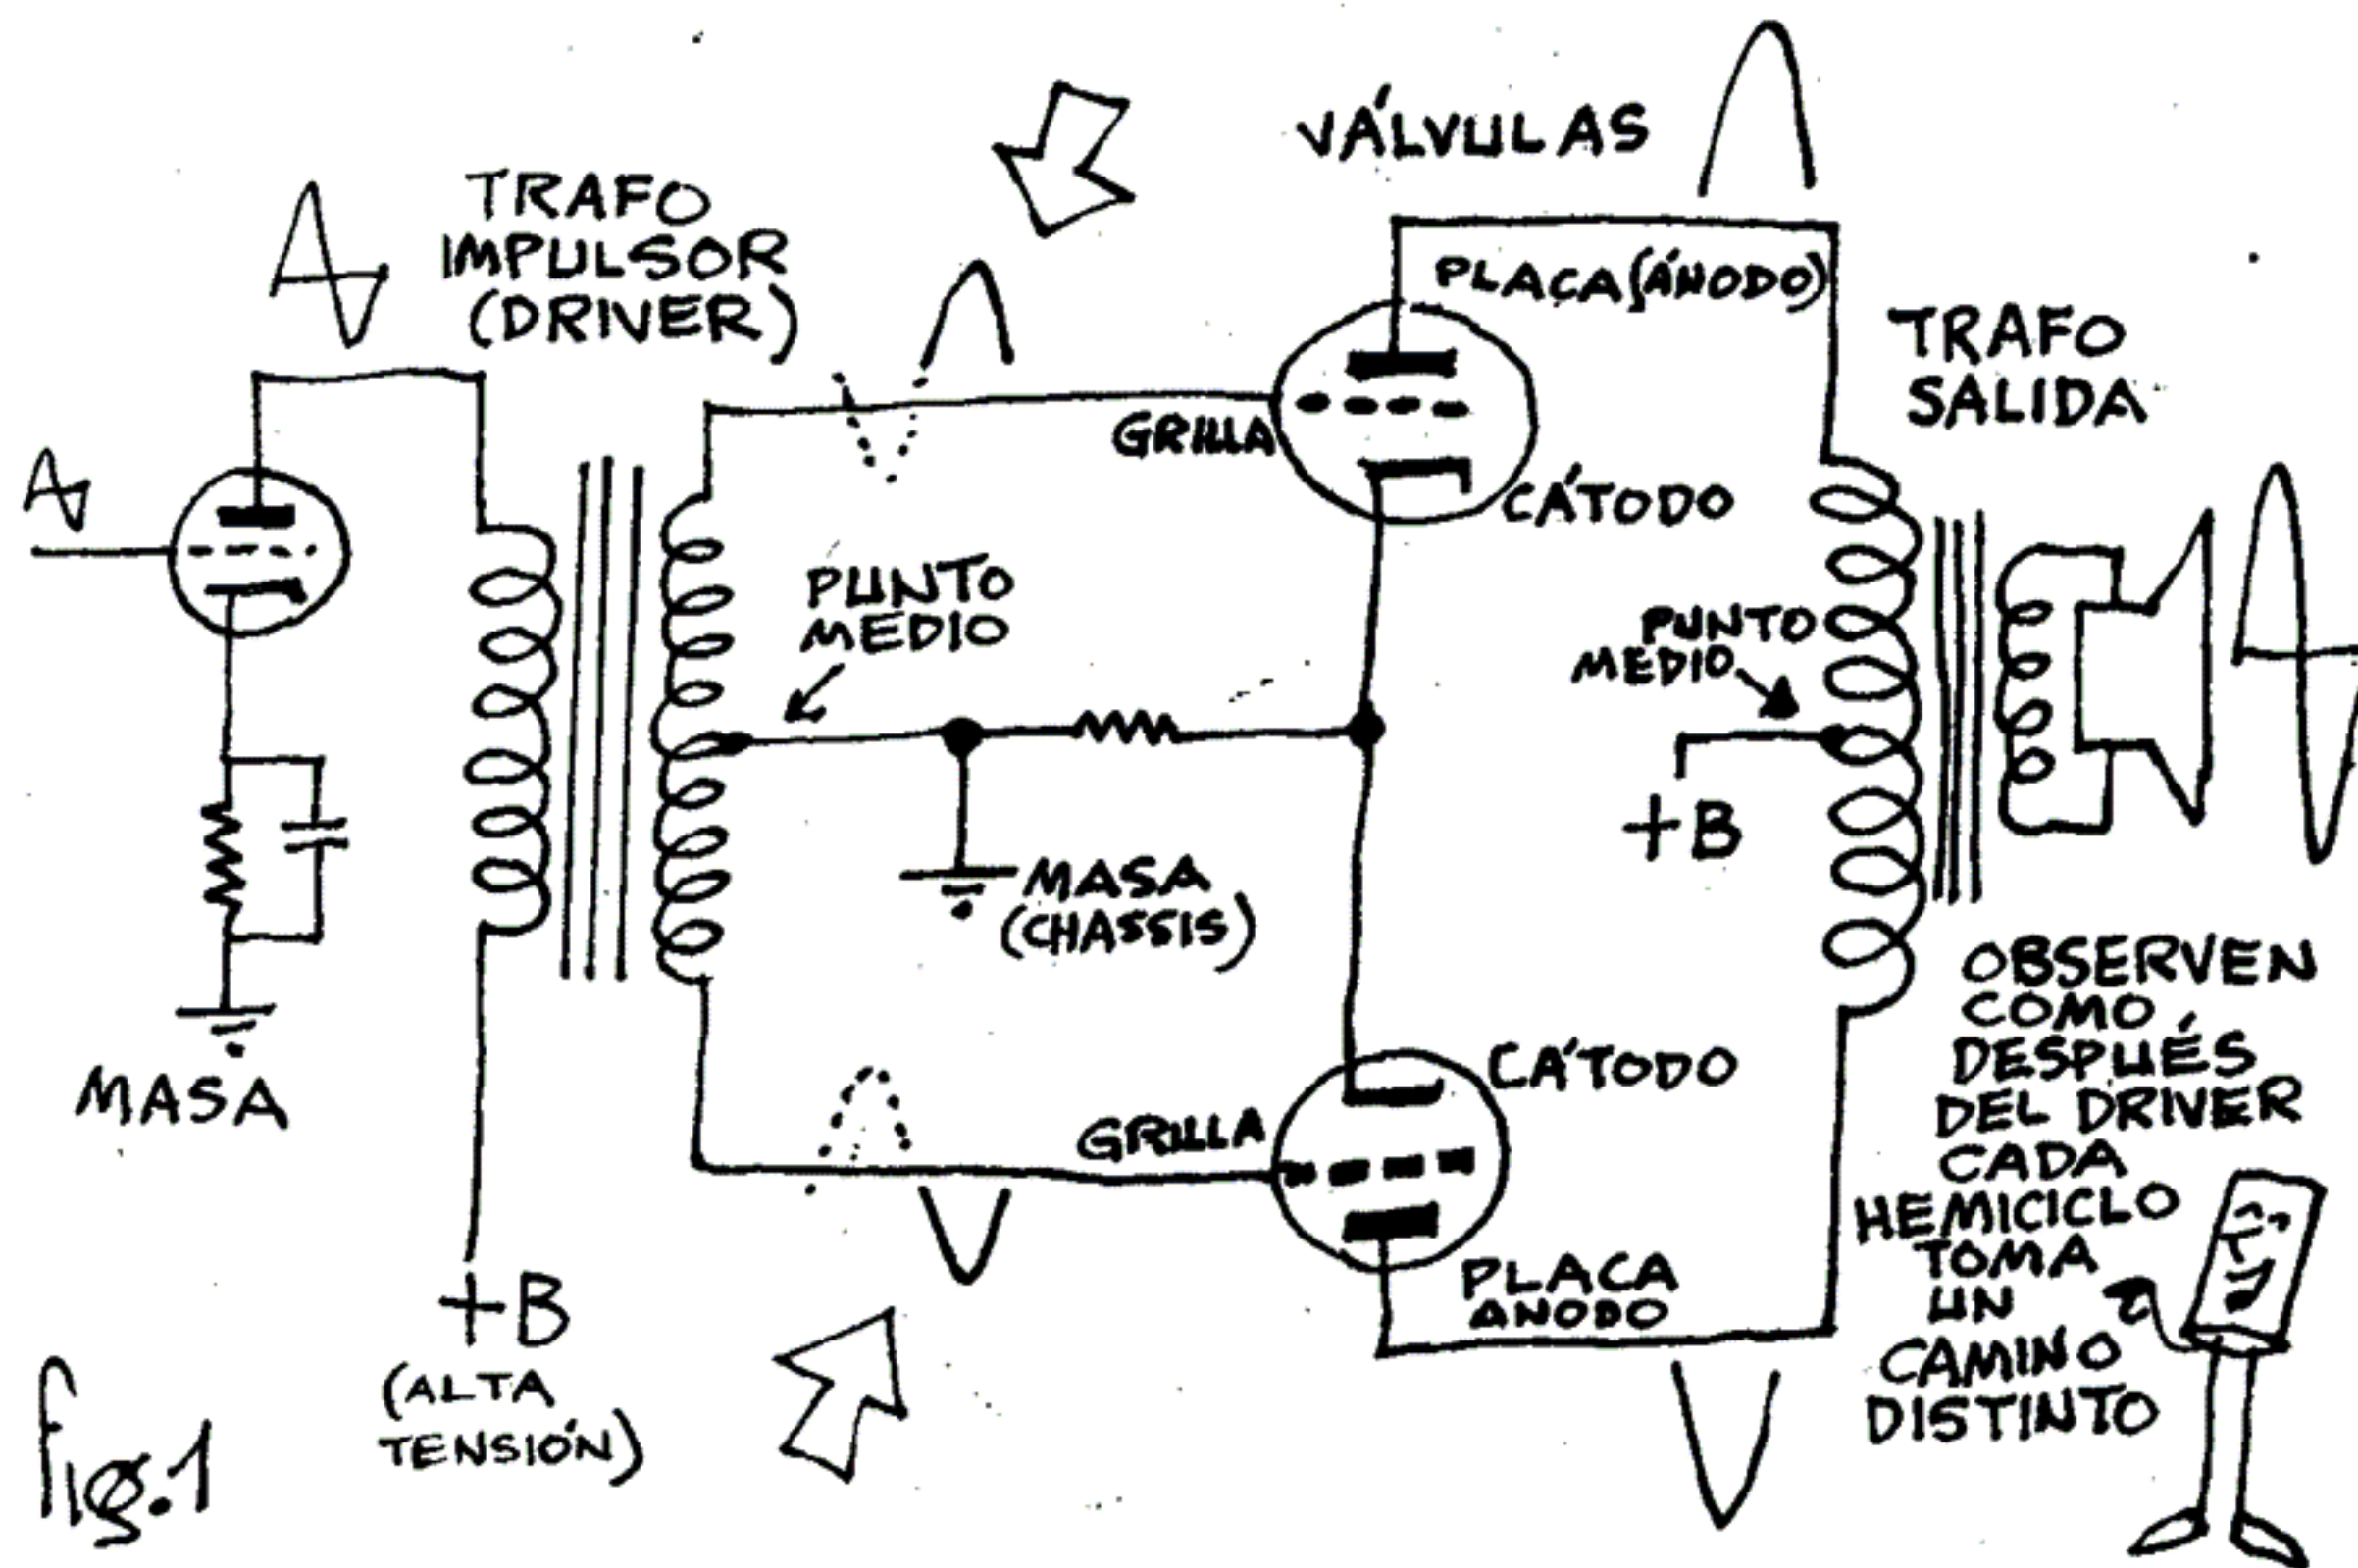 VÁLVULAS
TRAFO
IMPULSOR
(DRIVER)
PLACA (ÁNODO)
TRAFO
SALIDA
GRILLA
CÁTODO
PUNTO
MEDIO
PUNTO
MEDIO
+B
MASA
(CHASSIS)
MASA
CÁTODO
GRILLA
PLACA
ANODO
+B
(ALTA
TENSIÓN)
OBSERVEN
COMO
DESPUÉS
DEL DRIVER
CADA
HEMICICLO
TOMA
UN
CAMINO
DISTINTO
Fig.1